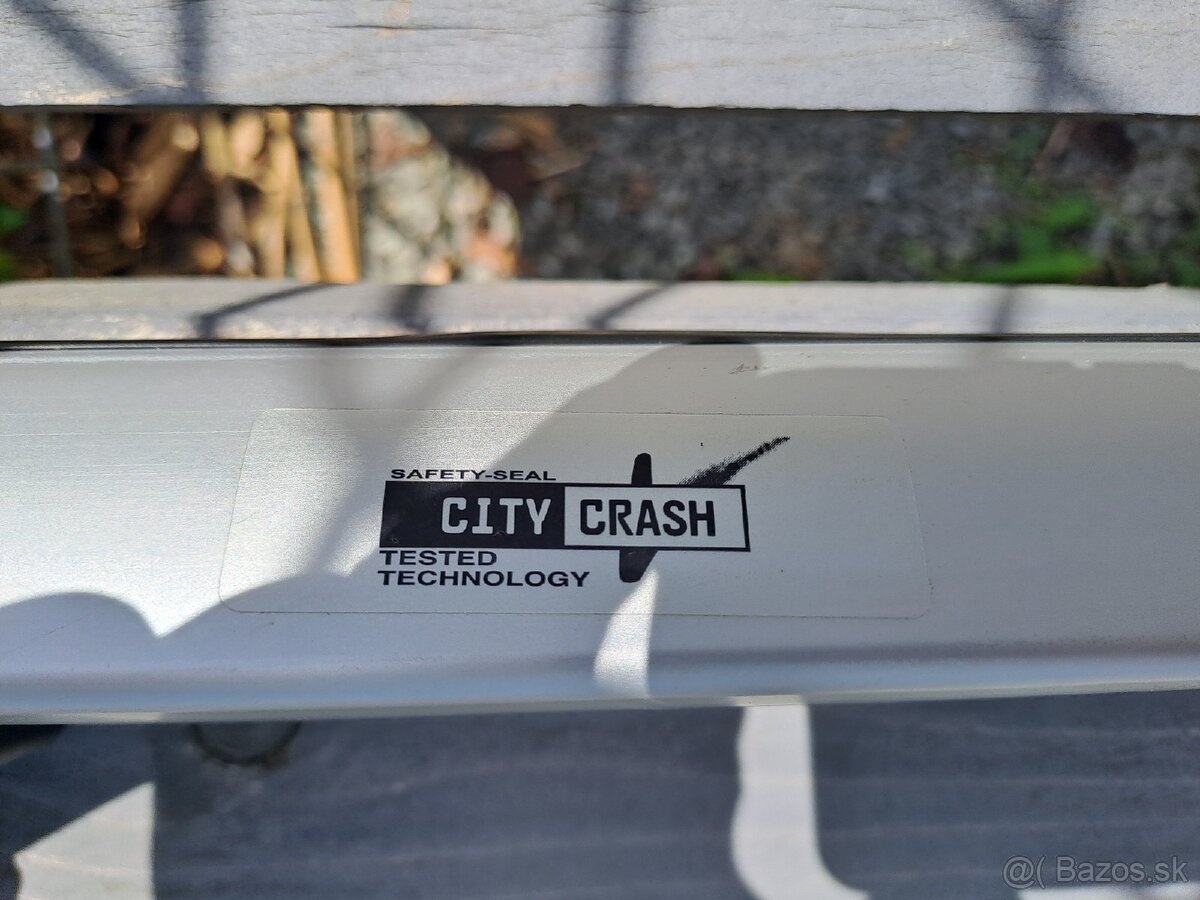 SAFETY-SEAL
CITY CRASH
TESTED
TECHNOLOGY
@( Bazos.sk